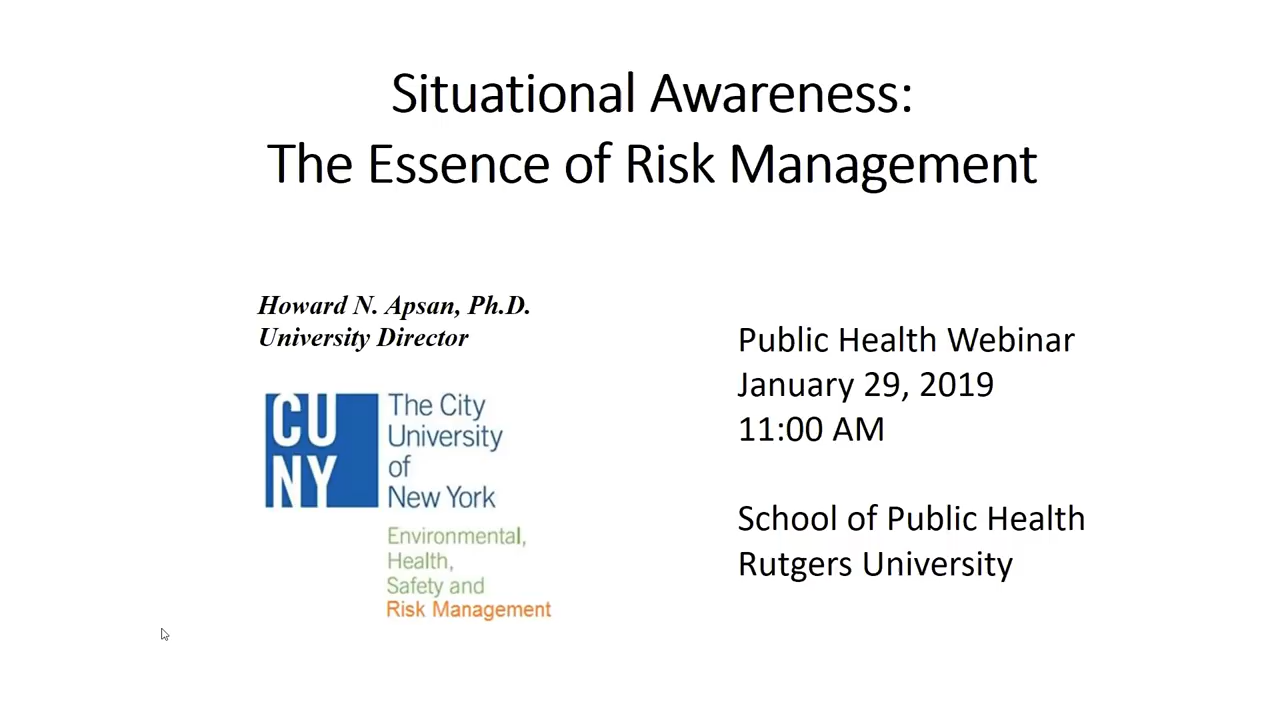 Situational Awareness:
The Essence of Risk Management
Howard N. Apsan, Ph.D.
University Director
CU
NY
The City
University
of
New York
Environmental,
Health,
Safety and
Risk Management
Public Health Webinar
January 29, 2019
11:00 AM
School of Public Health
Rutgers University